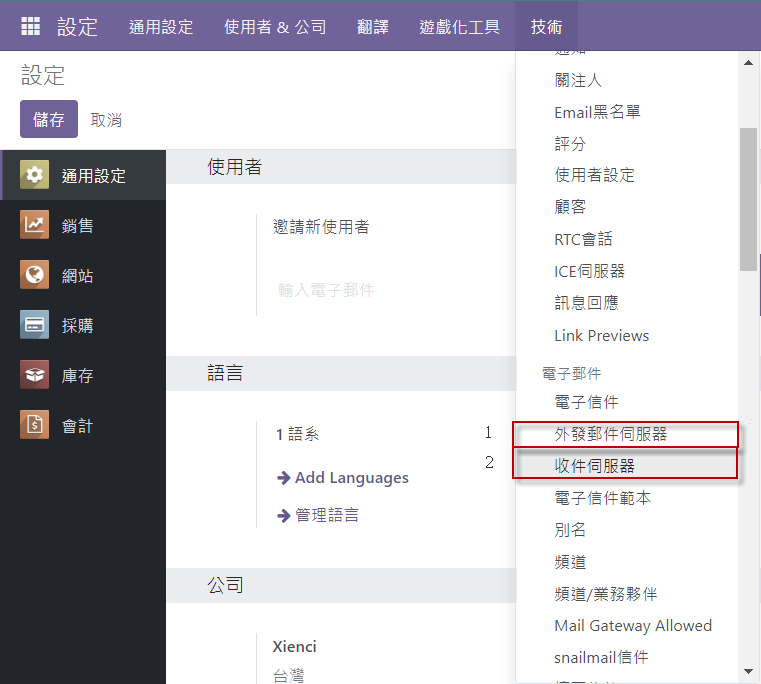 設定 通用設定 使用者 & 公司 翻譯 遊戲化工具 技術
設定
儲存 取消
通用設定
銷售
網站
採購
庫存
會計
使用者
邀請新使用者
輸入電子郵件
語言
1 語系
Add Languages
管理語言
公司
Xienci
台灣
1
2
通知
關注人
Email黑名單
評分
使用者設定
顧客
RTC會話
ICE伺服器
訊息回應
Link Previews
電子郵件
電子信件
外發郵件伺服器
收件伺服器
電子信件範本
別名
頻道
頻道/業務夥伴
Mail Gateway Allowed
snailmail信件